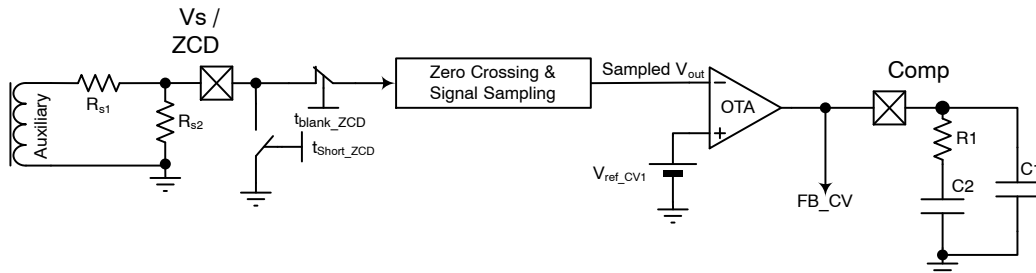 Vs /
ZCD
Auxiliary
Rs1
Rs2
tblank_ZCD
tShort_ZCD
Zero Crossing &
Signal Sampling
Sampled Vout
−
OTA
+
Vref_CV1
FB_CV
Comp
R1
C2
C1